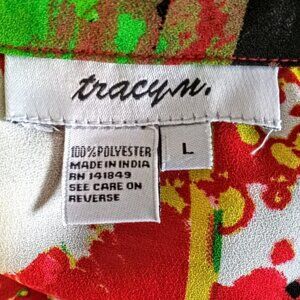 tracy m.
100% POLYESTER
MADE IN INDIA
RN 141849
SEE CARE ON
REVERSE
L